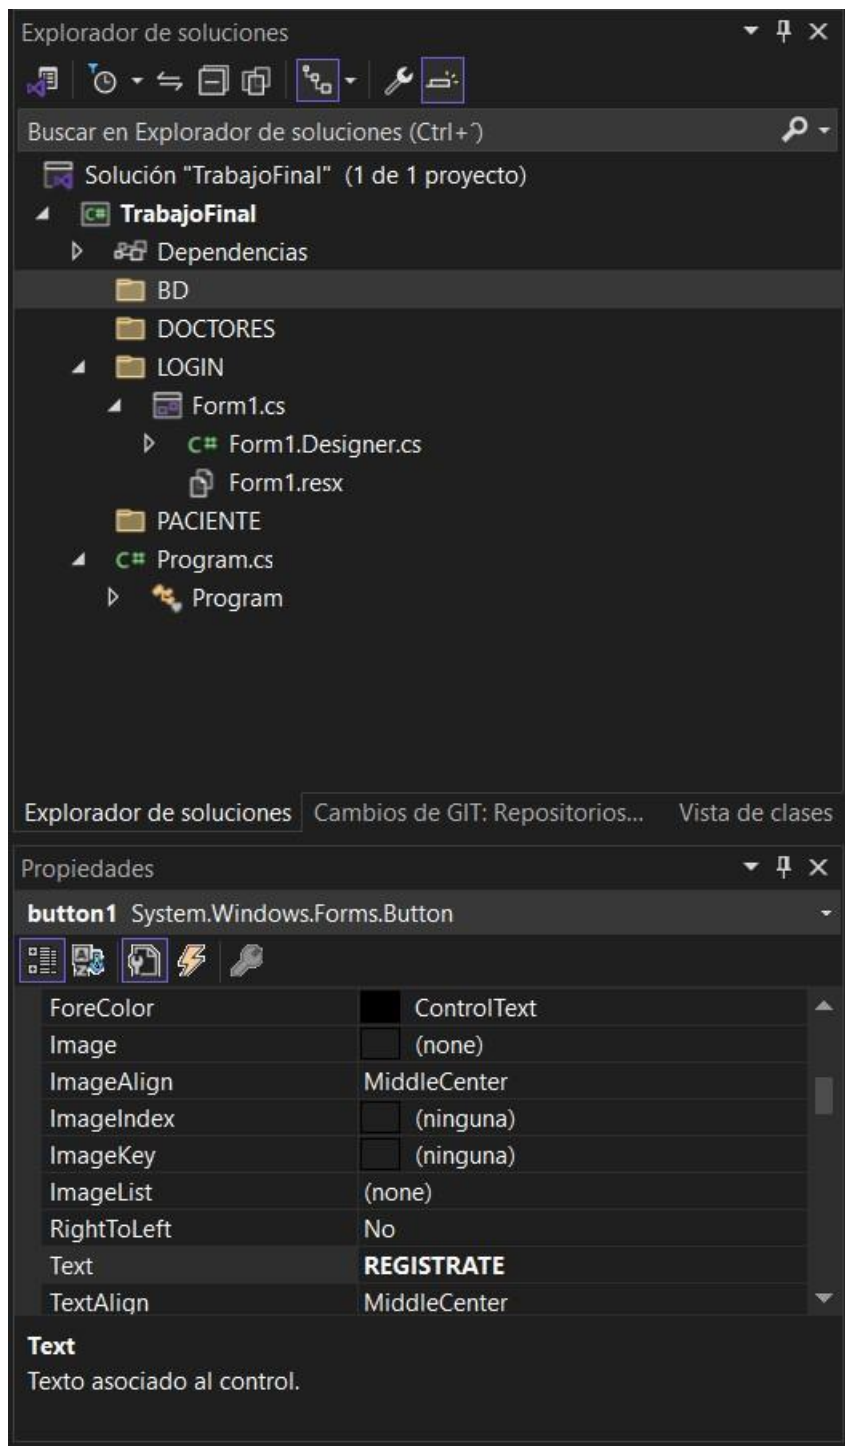 Explorador de soluciones
Buscar en Explorador de soluciones (Ctrl+´)
Solución "TrabajoFinal" (1 de 1 proyecto)
C# TrabajoFinal
Dependencias
BD
DOCTORES
LOGIN
Form1.cs
C# Form1.Designer.cs
Form1.resx
PACIENTE
C# Program.cs
Program
Explorador de soluciones Cambios de GIT: Repositorios... Vista de clases
Propiedades
button1 System.Windows.Forms.Button
ForeColor ControlText
Image (none)
ImageAlign MiddleCenter
ImageIndex (ninguna)
ImageKey (ninguna)
ImageList (none)
RightToLeft No
Text REGISTRATE
TextAlign MiddleCenter
Text
Texto asociado al control.